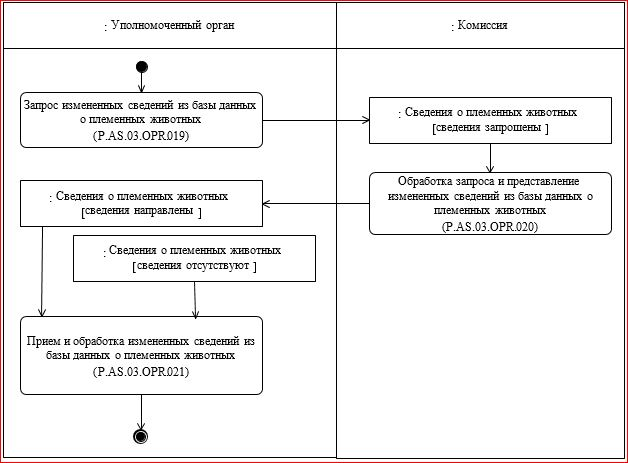 : Уполномоченный орган
: Комиссия
Запрос измененных сведений из базы данных
о племенных животных
(P.AS.03.OPR.019)
: Сведения о племенных животных
[сведения запрошены ]
Обработка запроса и представление
измененных сведений из базы данных о
племенных животных
(P.AS.03.OPR.020)
: Сведения о племенных животных
[сведения направлены ]
: Сведения о племенных животных
[сведения отсутствуют ]
Прием и обработка измененных сведений из
базы данных о племенных животных
(P.AS.03.OPR.021)